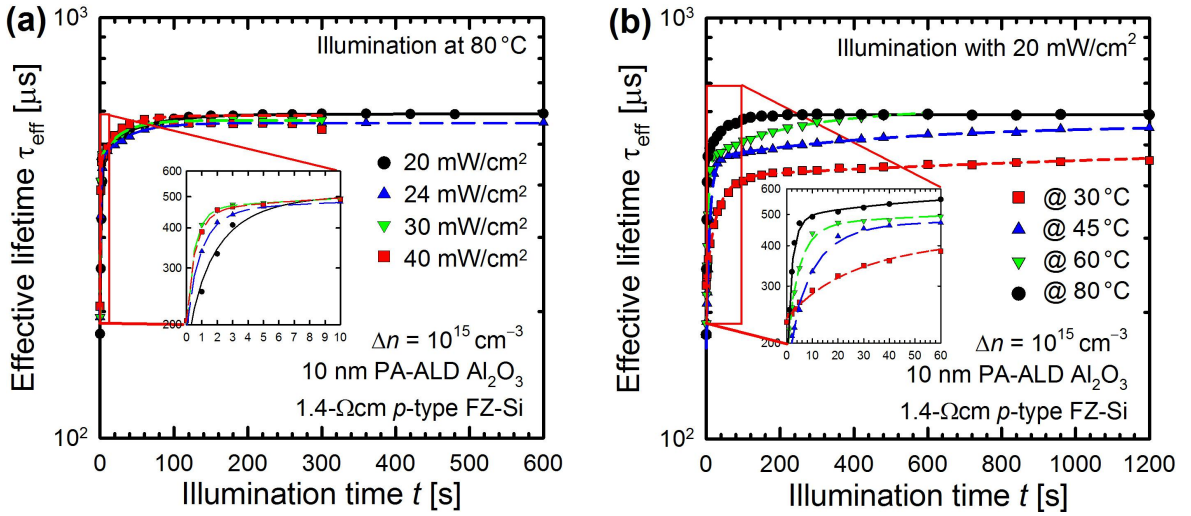 (a)
Effective lifetime τeff [µs]
10³
10²
Illumination at 80 °C
20 mW/cm²
24 mW/cm²
30 mW/cm²
40 mW/cm²
600
500
400
300
200
0 1 2 3 4 5 6 7 8 9 10
Δn = 10¹⁵ cm⁻³
10 nm PA-ALD Al₂O₃
1.4-Ωcm p-type FZ-Si
0 100 200 300 400 500 600
Illumination time t [s]
(b)
Effective lifetime τeff [µs]
10³
10²
Illumination with 20 mW/cm²
@ 30 °C
@ 45 °C
@ 60 °C
@ 80 °C
600
500
400
300
200
0 10 20 30 40 50 60
Δn = 10¹⁵ cm⁻³
10 nm PA-ALD Al₂O₃
1.4-Ωcm p-type FZ-Si
0 200 400 600 800 1000 1200
Illumination time t [s]